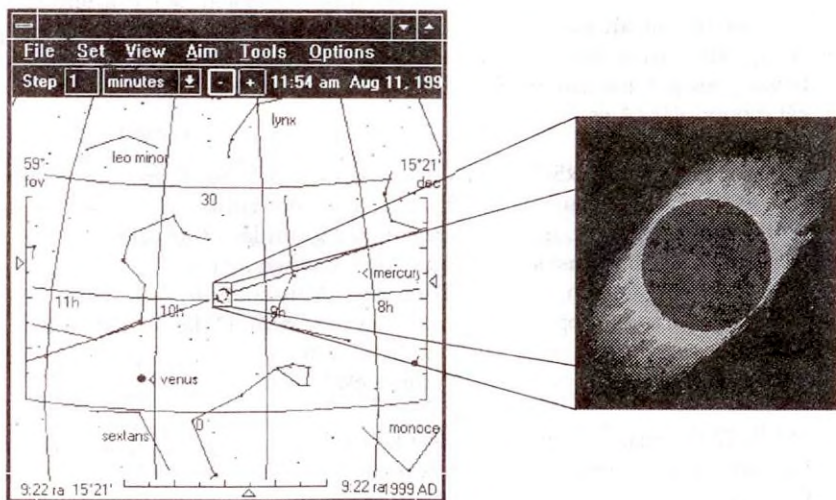 File Set View Aim Tools Options
Step 1 minutes - + 11:54 am Aug 11, 199
lynx
leo minor
59°
fov
15°21'
dec
30
mercury
11h
10h
9h
8h
venus
0
sextans
monoce
9:22 ra 15°21'
9:22 ra 1999 AD